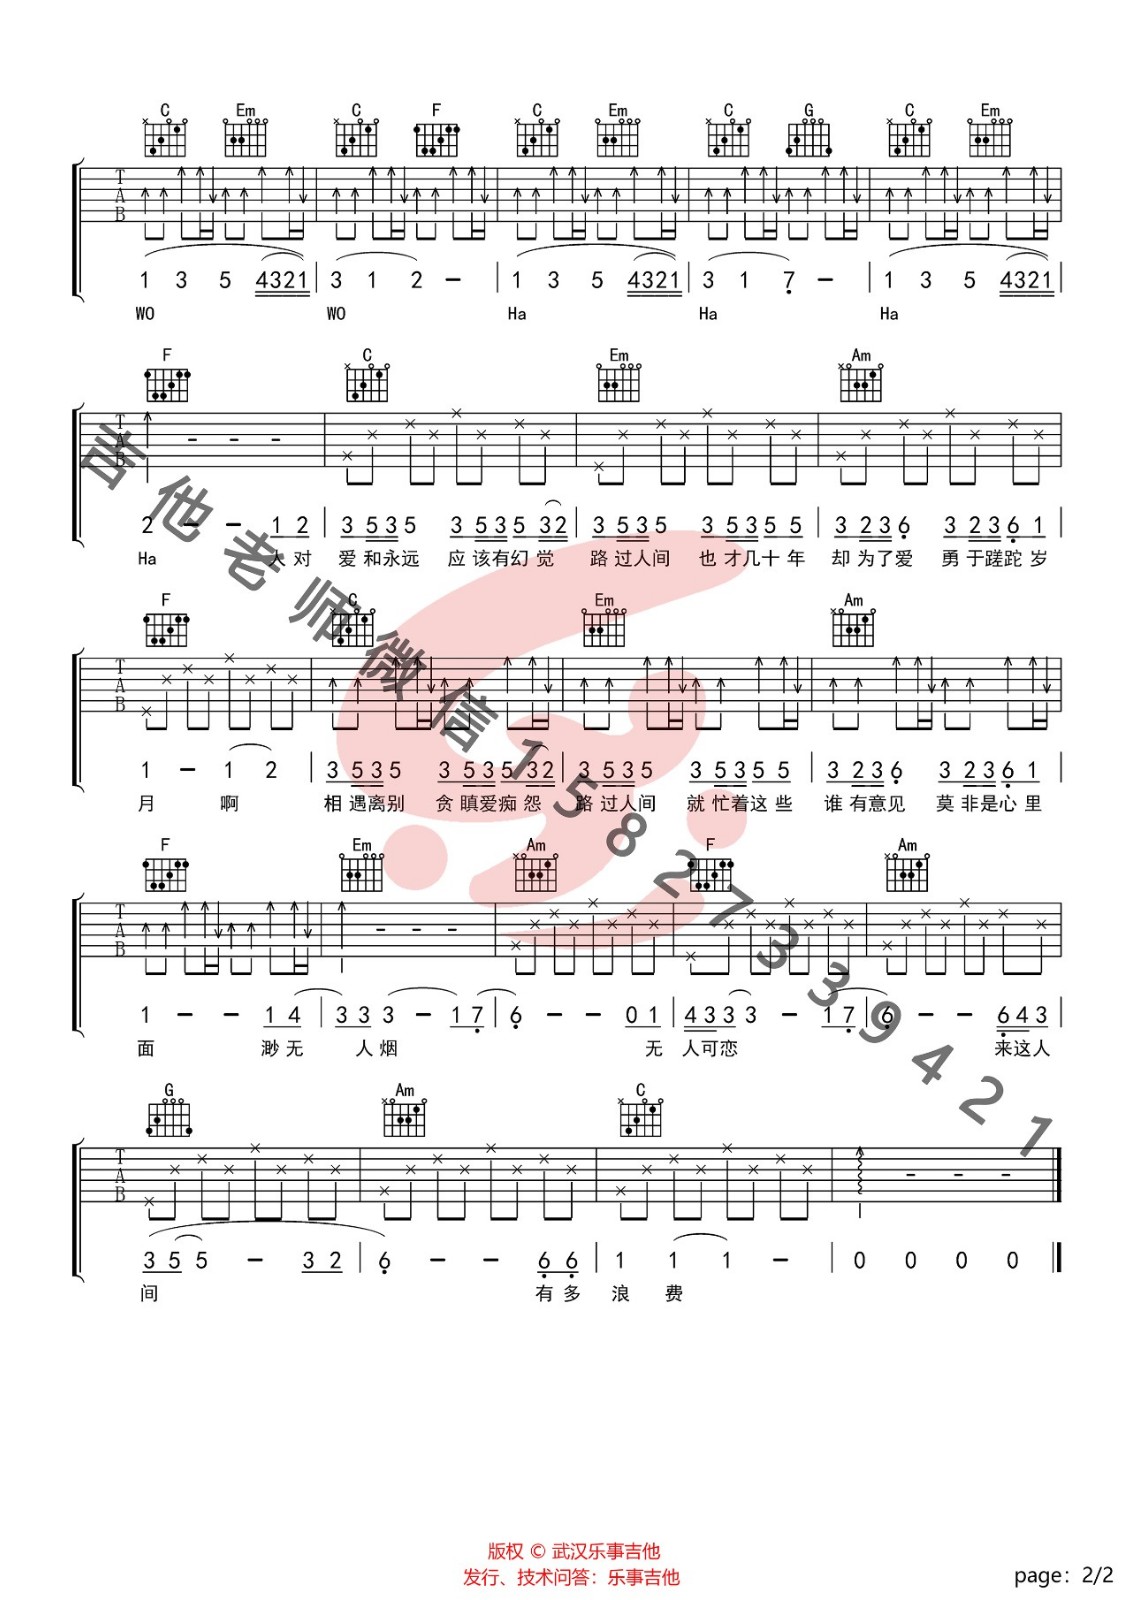 C Em C F C Em C G C Em
T
A
B
1 3 5 4321 | 3 1 2 - | 1 3 5 4321 | 3 1 7 - | 1 3 5 4321 |
WO WO Ha Ha Ha
F C Em Am
T
A
B
2 - - 1 2 | 3 5 3 5 3 5 3 5 3 2 | 3 5 3 5 3 5 3 5 5 | 3 2 3 6 3 2 3 6 1
Ha 人 对 爱 和 永 远 应 该 有 幻 觉 路 过 人 间 也 才 几 十 年 却 为 了 爱 勇 于 蹉 跎 岁
F C Em Am
T
A
B
1 - 1 2 | 3 5 3 5 3 5 3 5 3 2 | 3 5 3 5 3 5 3 5 5 | 3 2 3 6 3 2 3 6 1
月 啊 相 遇 离 别 贪 瞋 爱 痴 怨 路 过 人 间 就 忙 着 这 些 谁 有 意 见 莫 非 是 心 里
F Em Am F Am
T
A
B
1 - - 1 4 | 3 3 3 - 1 7 | 6 - - 0 1 | 4 3 3 3 - 1 7 | 6 - - 6 4 3 |
面 渺 无 人 烟 无 人 可 恋 来 这 人
G Am C
T
A
B
3 5 5 - 3 2 | 6 - - 6 6 | 1 1 1 - | 0 0 0 0
间 有 多 浪 费
吉他老师微信15827339421
版权 © 武汉乐事吉他
发行、技术问答：乐事吉他
page：2/2